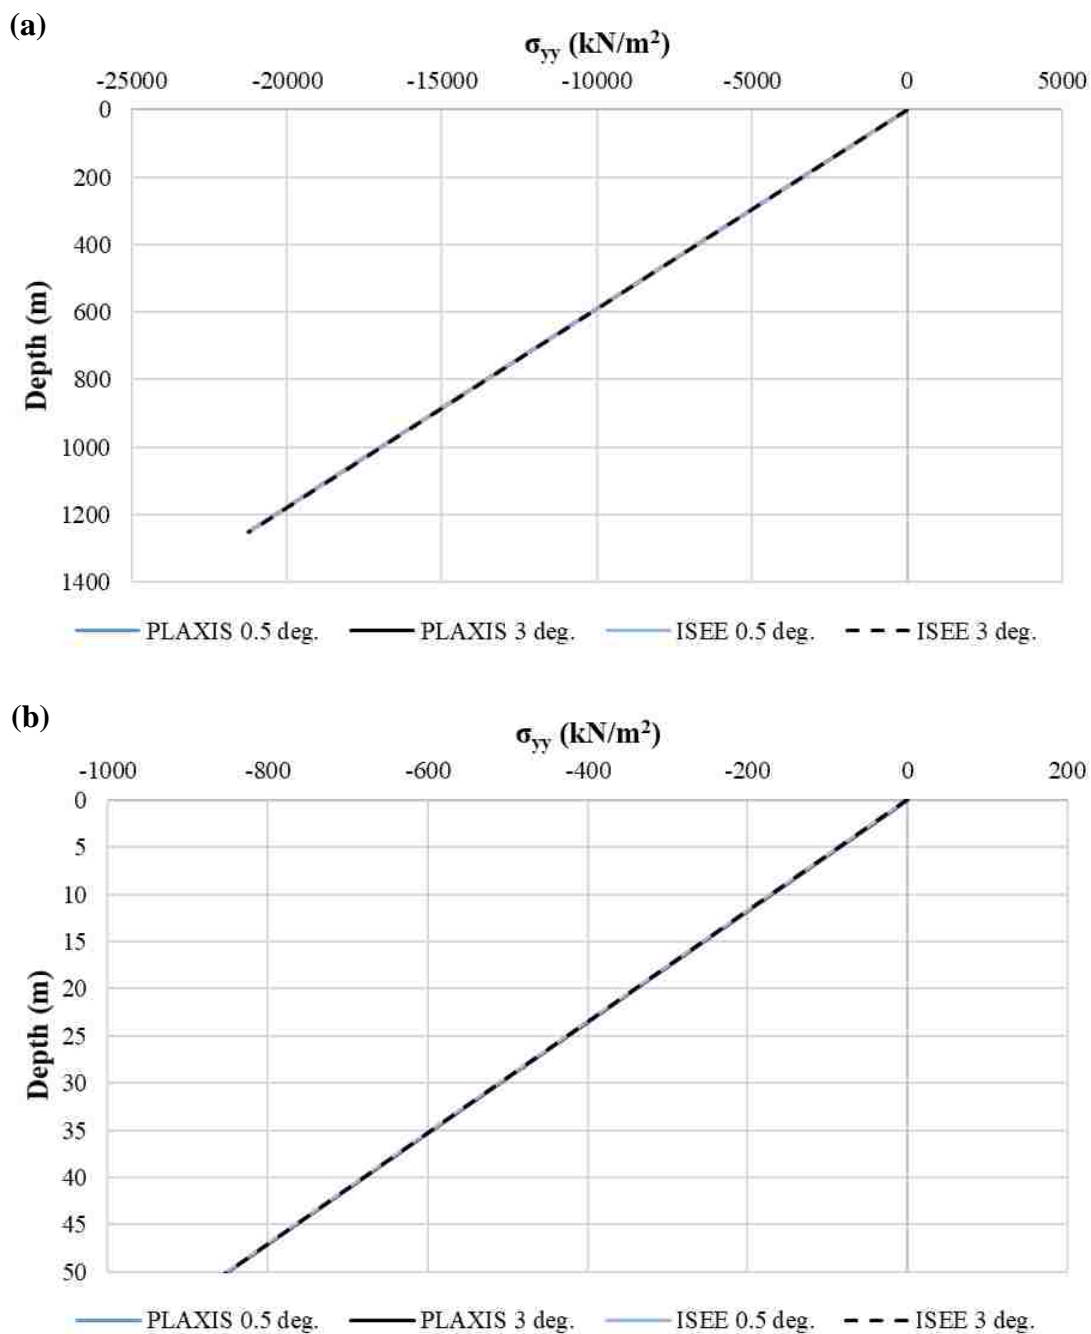 (a)
σyy (kN/m²)
-25000 -20000 -15000 -10000 -5000 0 5000
0
200
400
600
800
1000
1200
1400
Depth (m)
PLAXIS 0.5 deg. PLAXIS 3 deg. ISEE 0.5 deg. ISEE 3 deg.
(b)
σyy (kN/m²)
-1000 -800 -600 -400 -200 0 200
0
5
10
15
20
25
30
35
40
45
50
Depth (m)
PLAXIS 0.5 deg. PLAXIS 3 deg. ISEE 0.5 deg. ISEE 3 deg.